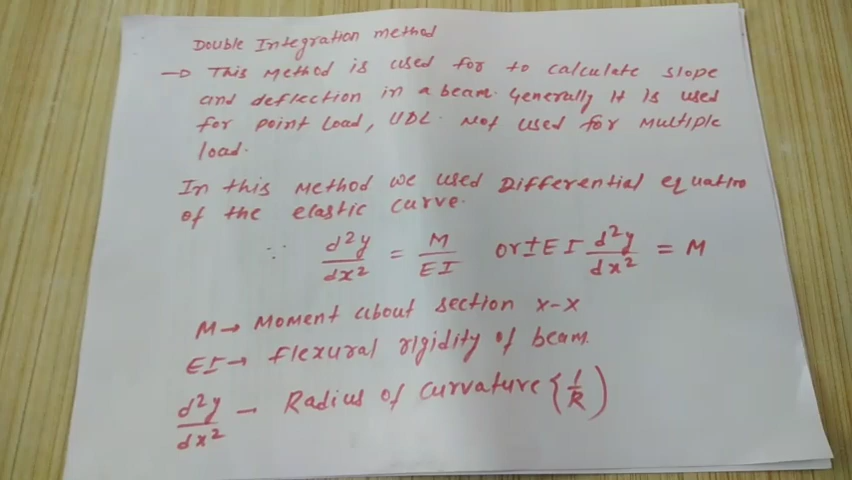 Double Integration method
→ This method is used for to calculate slope
and deflection in a beam. Generally it is used
for point load, UDL. Not used for multiple
load.
In this method we used Differential equatio
of the elastic curve.
∵ d²y/dx² = M/EI or ±EI d²y/dx² = M
M → Moment about section x-x
EI → flexural rigidity of beam.
d²y/dx² → Radius of curvature {1/R)